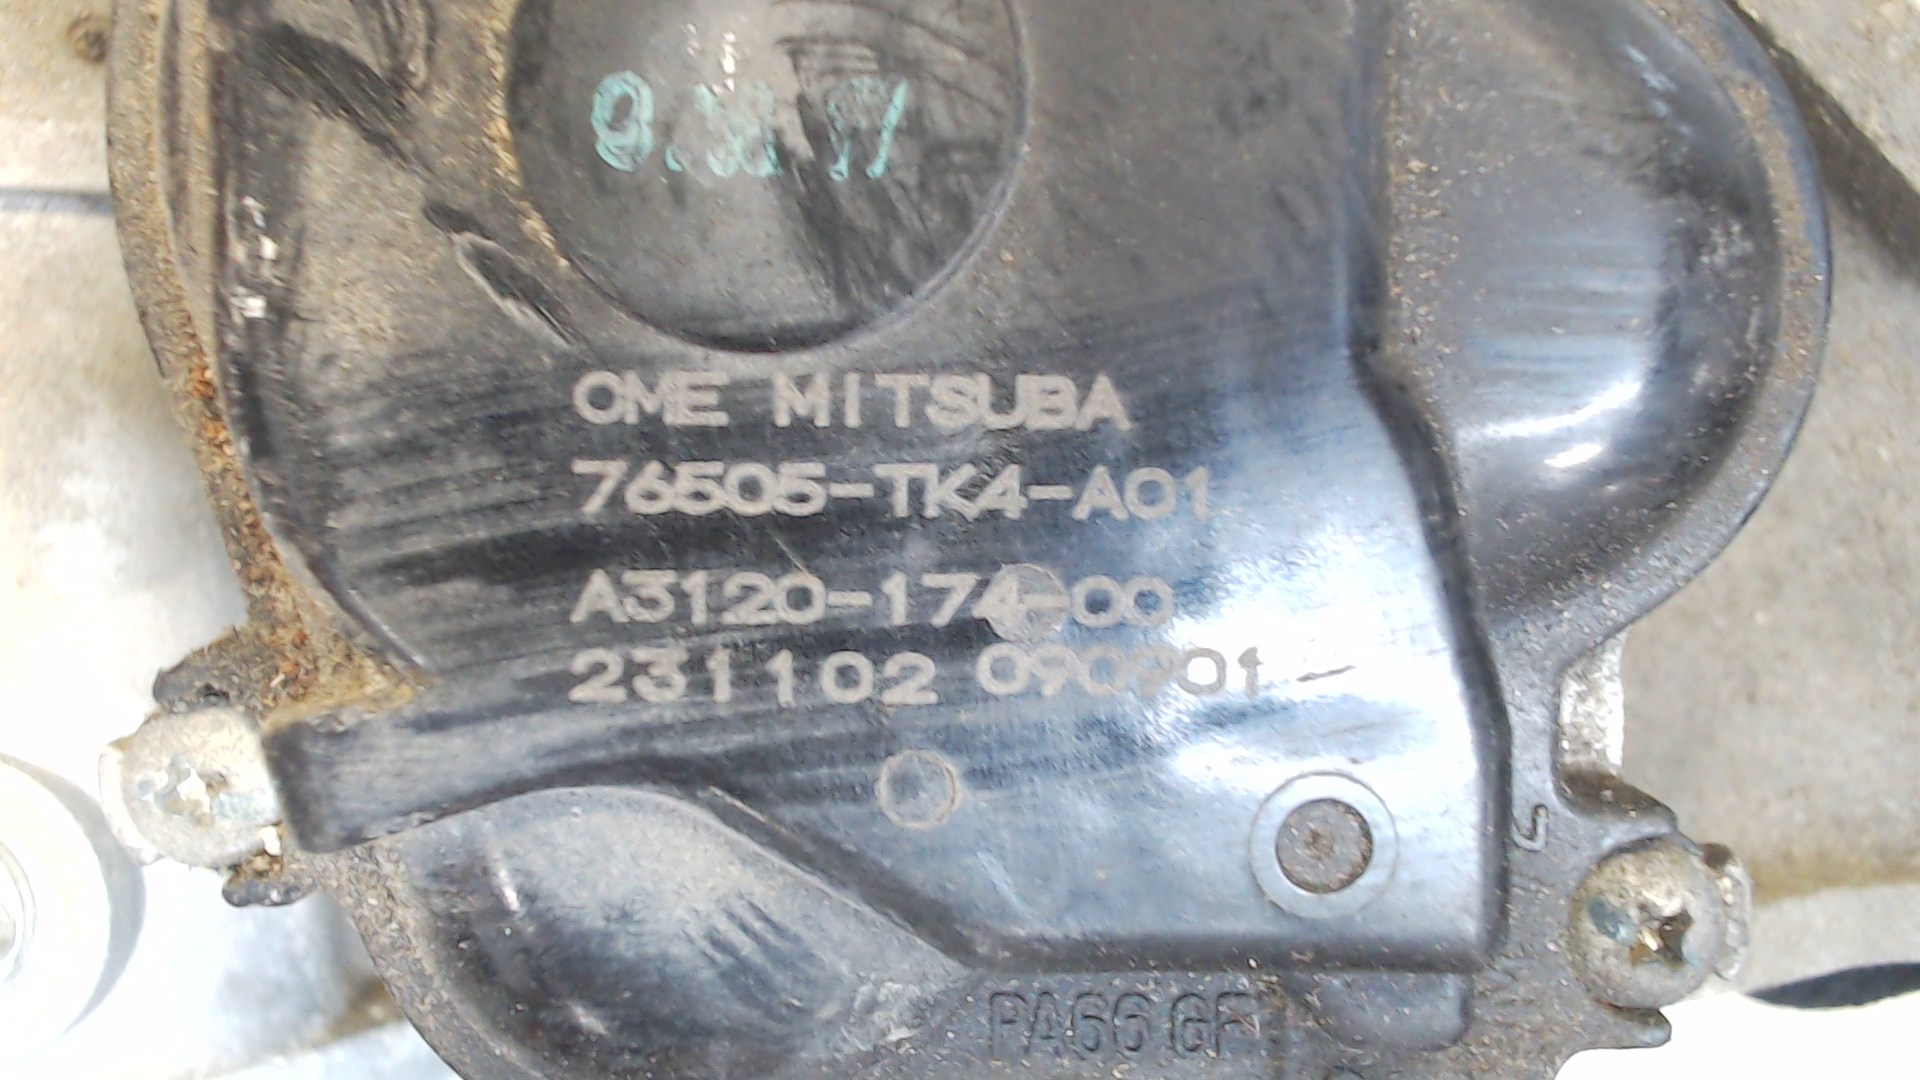 OME MITSUBA
76505-TK4-A01
A3120-174-00
231102 090901
PA66 GF